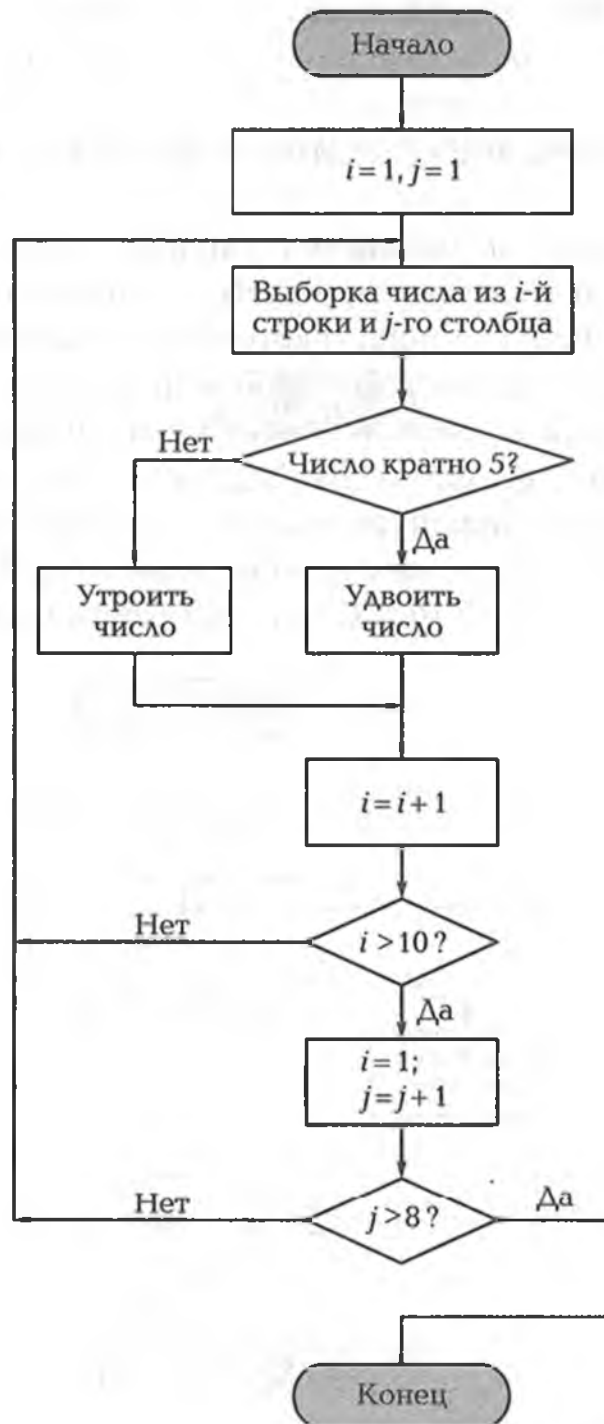 Начало
i=1, j=1
Выборка числа из i-й
строки и j-го столбца
Нет
Число кратно 5?
Да
Утроить
число
Удвоить
число
i=i+1
Нет
i>10?
Да
i=1;
j=j+1
Нет
j>8?
Да
Конец